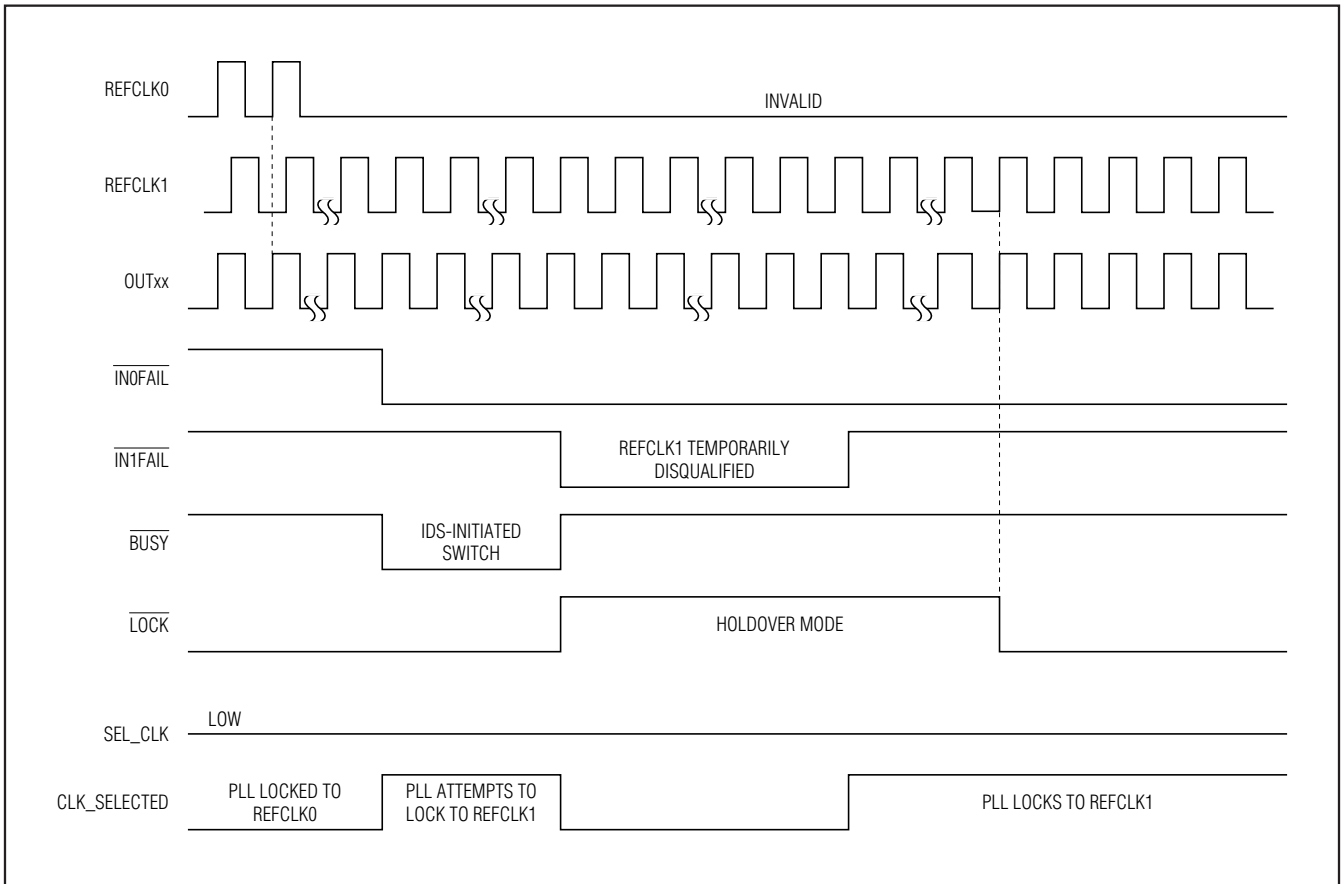 REFCLK0
INVALID
REFCLK1
OUTxx
IN0FAIL
IN1FAIL
REFCLK1 TEMPORARILY
DISQUALIFIED
BUSY
IDS-INITIATED
SWITCH
LOCK
HOLDOVER MODE
SEL_CLK
LOW
CLK_SELECTED
PLL LOCKED TO
REFCLK0
PLL ATTEMPTS TO
LOCK TO REFCLK1
PLL LOCKS TO REFCLK1